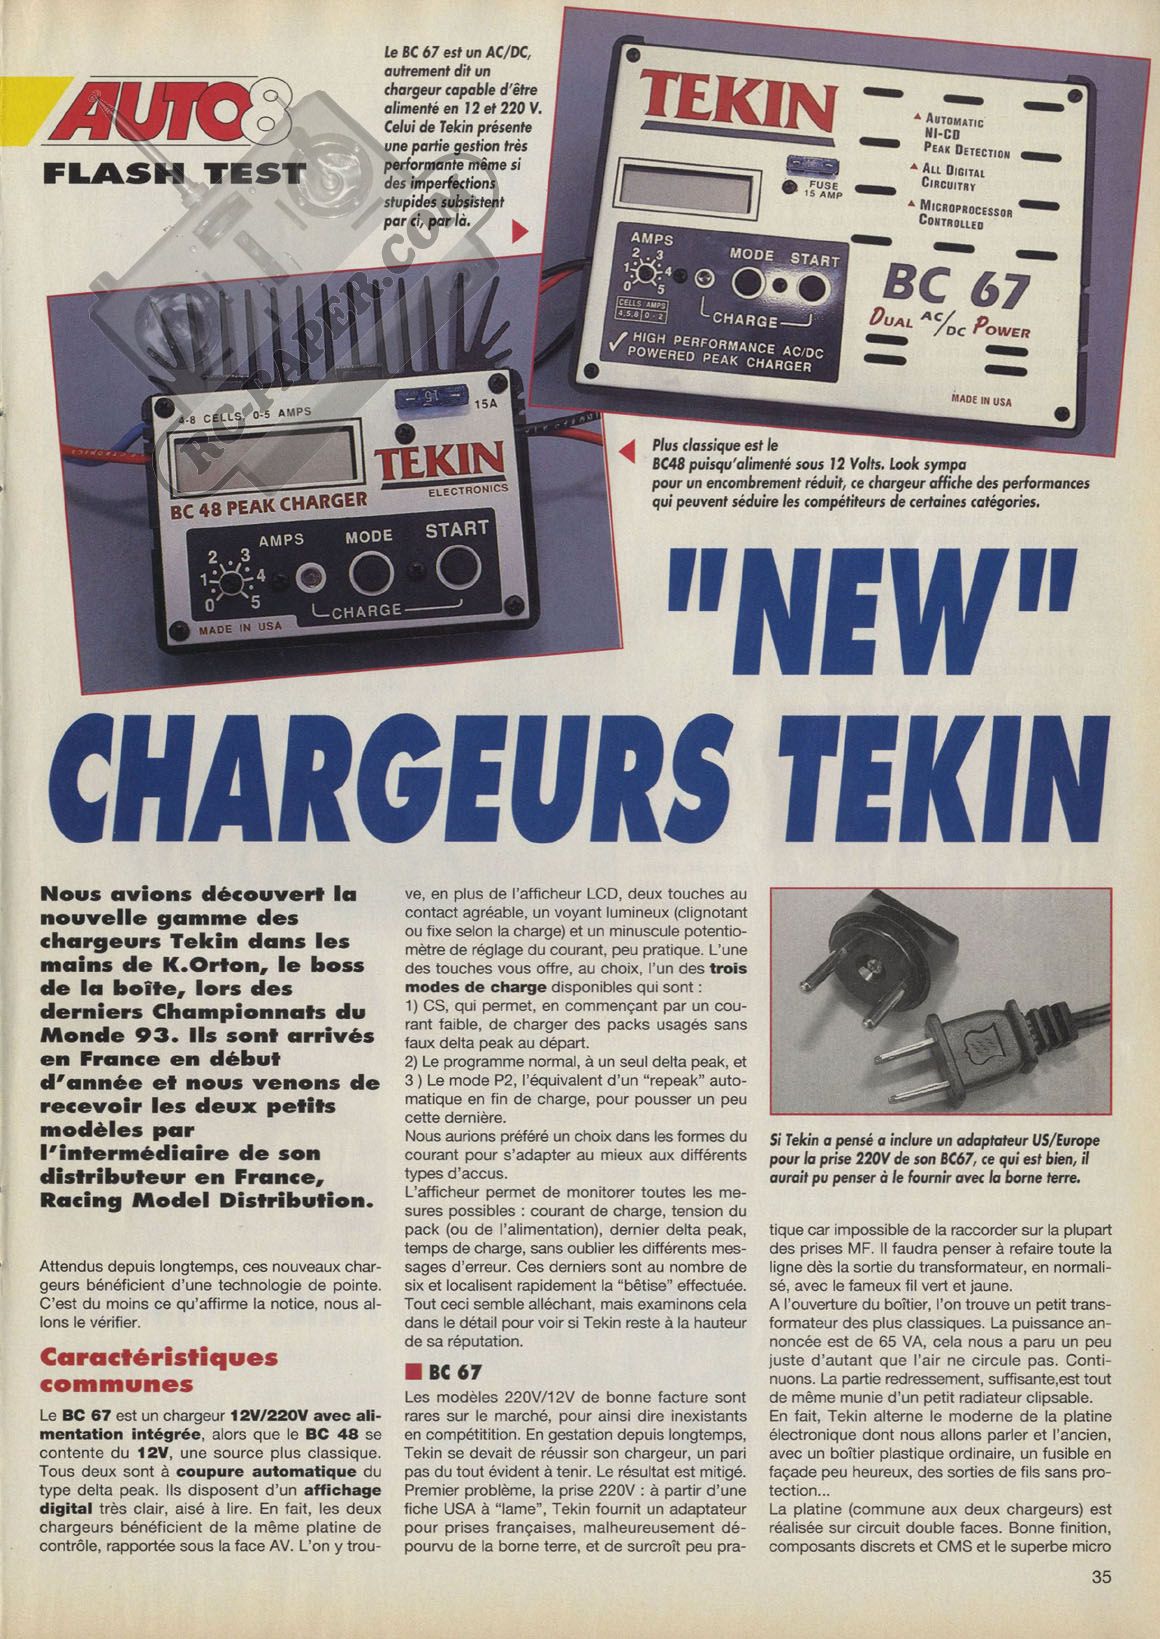 AUTO8
FLASH TEST
Le BC 67 est un AC/DC,
autrement dit un
chargeur capable d'être
alimenté en 12 et 220 V.
Celui de Tekin présente
une partie gestion très
performante même si
des imperfections
stupides subsistent
par ci, par là.
TEKIN
AUTOMATIC
NI-CD
PEAK DETECTION
ALL DIGITAL
CIRCUITRY
MICROPROCESSOR
CONTROLLED
FUSE
15 AMP
AMPS
MODE
START
0 1 2 3 4 5
CELLS AMPS
4,5,6 0-2
CHARGE
✓ HIGH PERFORMANCE AC/DC
POWERED PEAK CHARGER
BC 67
DUAL AC/DC POWER
MADE IN USA
RC-PAPER.COM
4-8 CELLS, 0-5 AMPS
15
15A
TEKIN
ELECTRONICS
BC 48 PEAK CHARGER
AMPS
MODE
START
0 1 2 3 4 5
CHARGE
MADE IN USA
Plus classique est le
BC48 puisqu'alimenté sous 12 Volts. Look sympa
pour un encombrement réduit, ce chargeur affiche des performances
qui peuvent séduire les compétiteurs de certaines catégories.
"NEW"
CHARGEURS TEKIN
Nous avions découvert la
nouvelle gamme des
chargeurs Tekin dans les
mains de K.Orton, le boss
de la boîte, lors des
derniers Championnats du
Monde 93. Ils sont arrivés
en France en début
d'année et nous venons de
recevoir les deux petits
modèles par
l'intermédiaire de son
distributeur en France,
Racing Model Distribution.
Attendus depuis longtemps, ces nouveaux char-
geurs bénéficient d'une technologie de pointe.
C'est du moins ce qu'affirme la notice, nous al-
lons le vérifier.
Caractéristiques
communes
Le BC 67 est un chargeur 12V/220V avec ali-
mentation intégrée, alors que le BC 48 se
contente du 12V, une source plus classique.
Tous deux sont à coupure automatique du
type delta peak. Ils disposent d'un affichage
digital très clair, aisé à lire. En fait, les deux
chargeurs bénéficient de la même platine de
contrôle, rapportée sous la face AV. L'on y trou-
ve, en plus de l'afficheur LCD, deux touches au
contact agréable, un voyant lumineux (clignotant
ou fixe selon la charge) et un minuscule potentio-
mètre de réglage du courant, peu pratique. L'une
des touches vous offre, au choix, l'un des trois
modes de charge disponibles qui sont :
1) CS, qui permet, en commençant par un cou-
rant faible, de charger des packs usagés sans
faux delta peak au départ.
2) Le programme normal, à un seul delta peak, et
3 ) Le mode P2, l'équivalent d'un "repeak" auto-
matique en fin de charge, pour pousser un peu
cette dernière.
Nous aurions préféré un choix dans les formes du
courant pour s'adapter au mieux aux différents
types d'accus.
L'afficheur permet de monitorer toutes les me-
sures possibles : courant de charge, tension du
pack (ou de l'alimentation), dernier delta peak,
temps de charge, sans oublier les différents mes-
sages d'erreur. Ces derniers sont au nombre de
six et localisent rapidement la "bêtise" effectuée.
Tout ceci semble alléchant, mais examinons cela
dans le détail pour voir si Tekin reste à la hauteur
de sa réputation.
BC 67
Les modèles 220V/12V de bonne facture sont
rares sur le marché, pour ainsi dire inexistants
en compétitition. En gestation depuis longtemps,
Tekin se devait de réussir son chargeur, un pari
pas du tout évident à tenir. Le résultat est mitigé.
Premier problème, la prise 220V : à partir d'une
fiche USA à "lame", Tekin fournit un adaptateur
pour prises françaises, malheureusement dé-
pourvu de la borne terre, et de surcroît peu pra-
Si Tekin a pensé a inclure un adaptateur US/Europe
pour la prise 220V de son BC67, ce qui est bien, il
aurait pu penser à le fournir avec la borne terre.
tique car impossible de la raccorder sur la plupart
des prises MF. Il faudra penser à refaire toute la
ligne dès la sortie du transformateur, en normali-
sé, avec le fameux fil vert et jaune.
A l'ouverture du boîtier, l'on trouve un petit trans-
formateur des plus classiques. La puissance an-
noncée est de 65 VA, cela nous a paru un peu
juste d'autant que l'air ne circule pas. Conti-
nuons. La partie redressement, suffisante,est tout
de même munie d'un petit radiateur clipsable.
En fait, Tekin alterne le moderne de la platine
électronique dont nous allons parler et l'ancien,
avec un boîtier plastique ordinaire, un fusible en
façade peu heureux, des sorties de fils sans pro-
tection...
La platine (commune aux deux chargeurs) est
réalisée sur circuit double faces. Bonne finition,
composants discrets et CMS et le superbe micro
35